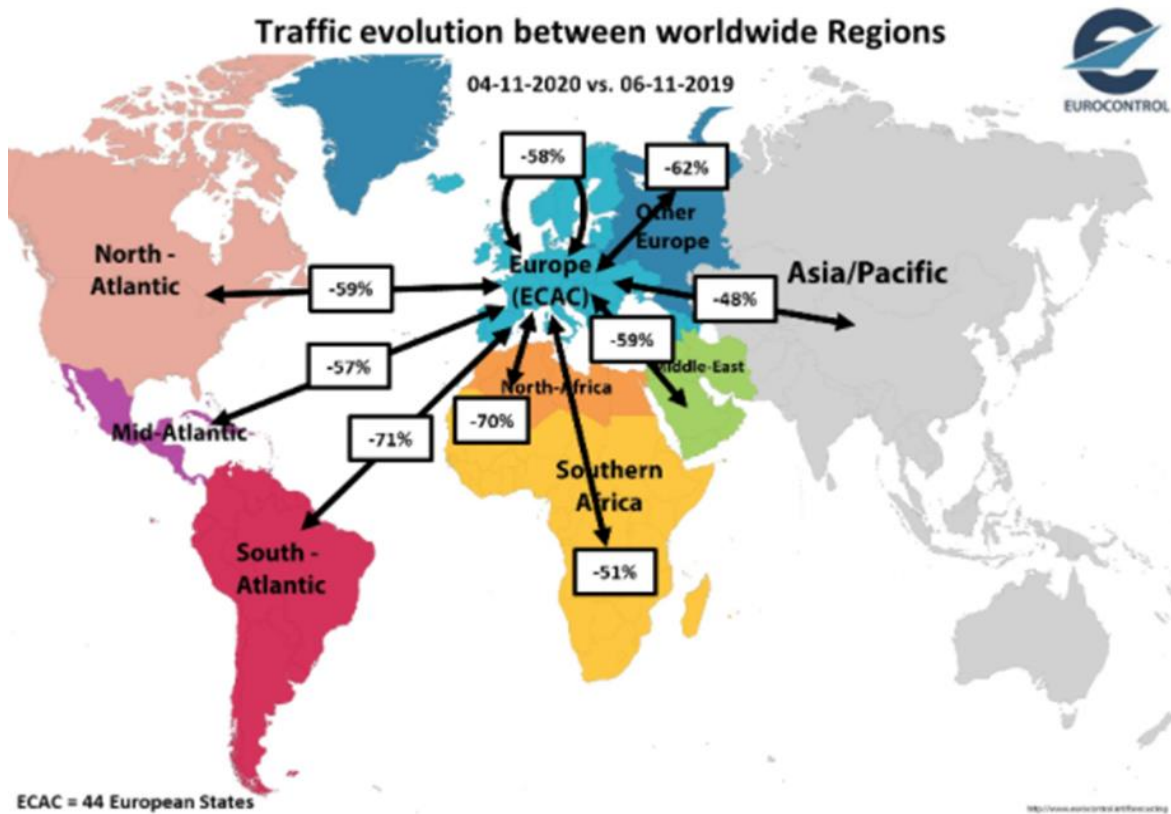 Traffic evolution between worldwide Regions
04-11-2020 vs. 06-11-2019
EUROCONTROL
-58%
-62%
Other
Europe
North -
Atlantic
Europe
(ECAC)
Asia/Pacific
-59%
-48%
-59%
Middle-East
-57%
North-Africa
Mid-Atlantic
-71%
-70%
Southern
Africa
South -
Atlantic
-51%
ECAC = 44 European States